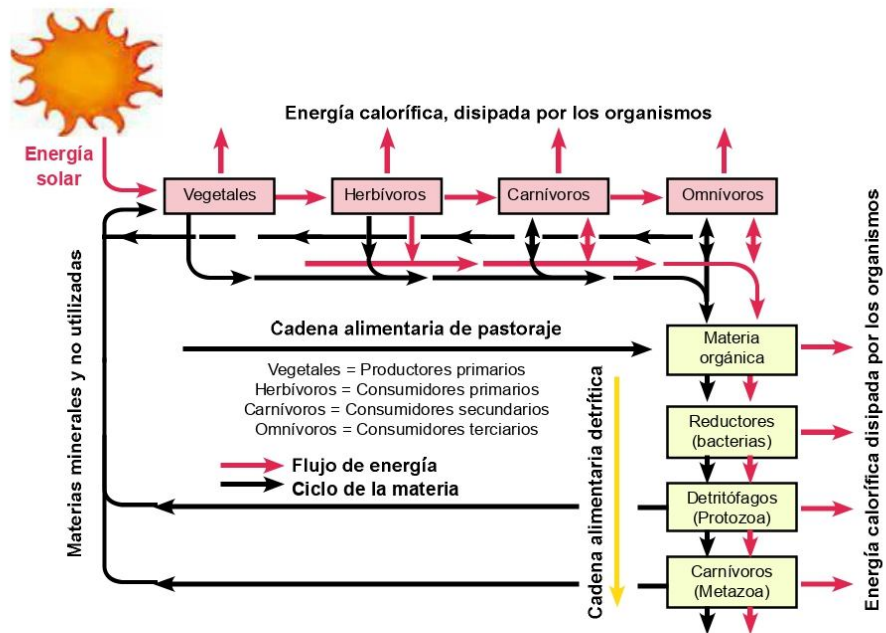 Energía calorífica, disipada por los organismos
Energía
solar
Vegetales
Herbívoros
Carnívoros
Omnívoros
Materias minerales y no utilizadas
Cadena alimentaria de pastoraje
Vegetales = Productores primarios
Herbívoros = Consumidores primarios
Carnívoros = Consumidores secundarios
Omnívoros = Consumidores terciarios
Flujo de energía
Ciclo de la materia
Cadena alimentaria detrítica
Materia
orgánica
Reductores
(bacterias)
Detritófagos
(Protozoa)
Carnívoros
(Metazoa)
Energía calorífica disipada por los organismos